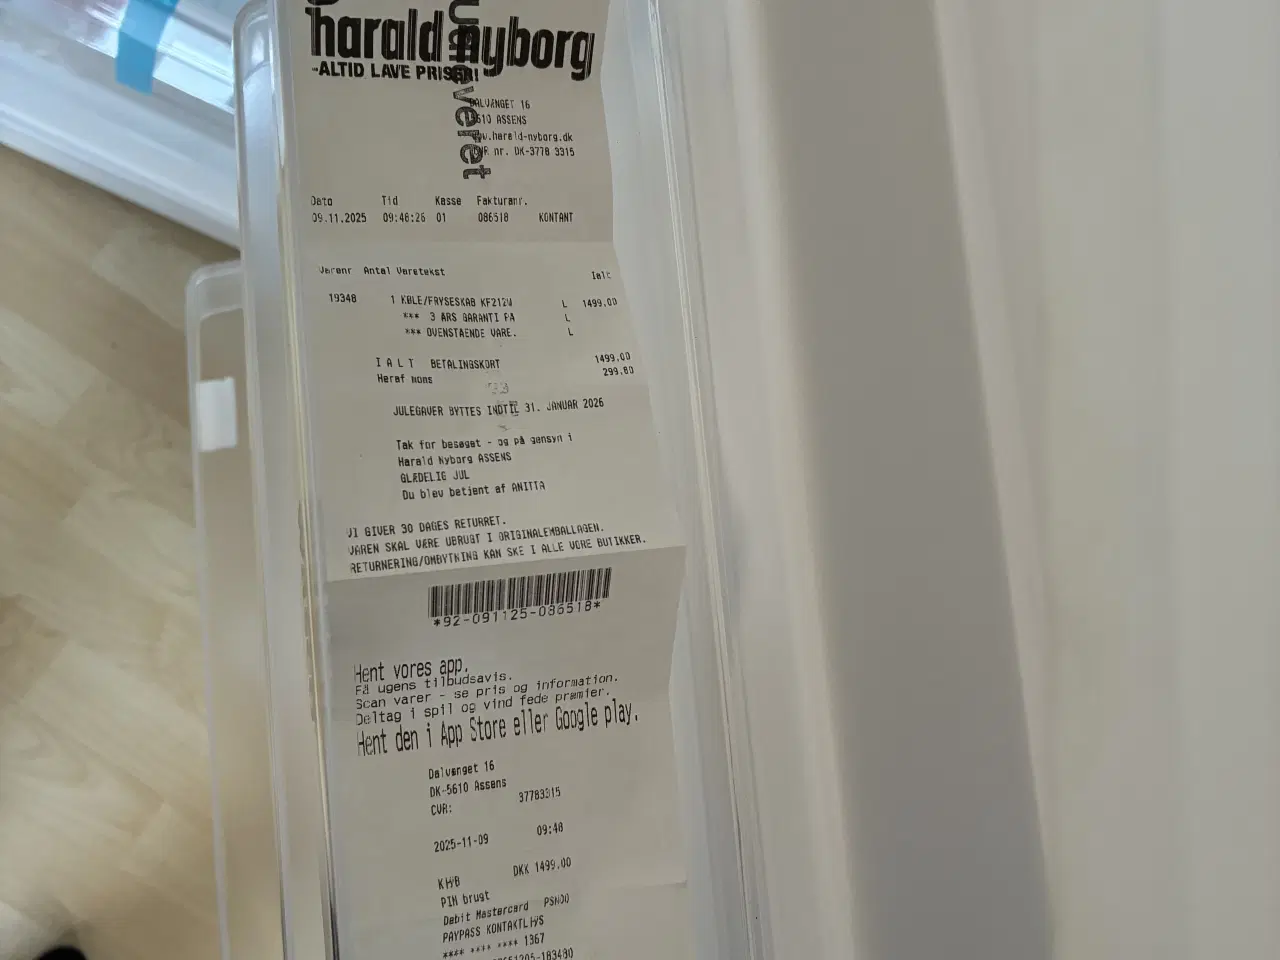 harald nyborg
-ALTID LAVE PRISER!
Udleveret
DALVÆNGET 16
5610 ASSENS
www.harald-nyborg.dk
CVR nr. DK-3778 3315
Dato Tid Kasse Fakturanr.
09.11.2025 09:48:26 01 086518 KONTANT
Varenr Antal Varetekst Ialt
19348 1 KØLE/FRYSESKAB KF212W L 1499.00
*** 3 ARS GARANTI PA L
*** OVENSTAENDE VARE. L
I A L T BETALINGSKORT 1499.00
Heraf moms 299.80
JULEGAVER BYTTES INDTIL 31. JANUAR 2026
Tak for besøget - og på gensyn i
Harald Nyborg ASSENS
GLÆDELIG JUL
Du blev betjent af ANITTA
VI GIVER 30 DAGES RETURRET.
VAREN SKAL VÆRE UBRUGT I ORIGINALEMBALLAGEN.
RETURNERING/OMBYTNING KAN SKE I ALLE VORE BUTIKKER.
*92-091125-086518*
Hent vores app.
Få ugens tilbudsavis.
Scan varer - se pris og information.
Deltag i spil og vind fede præmier.
Hent den i App Store eller Google play.
Dalvænget 16
DK-5610 Assens
CVR: 37783315
2025-11-09 09:48
KØB DKK 1499.00
PIN brugt
Debit Mastercard PSN00
PAYPASS KONTAKTLØS
**** **** **** 1367